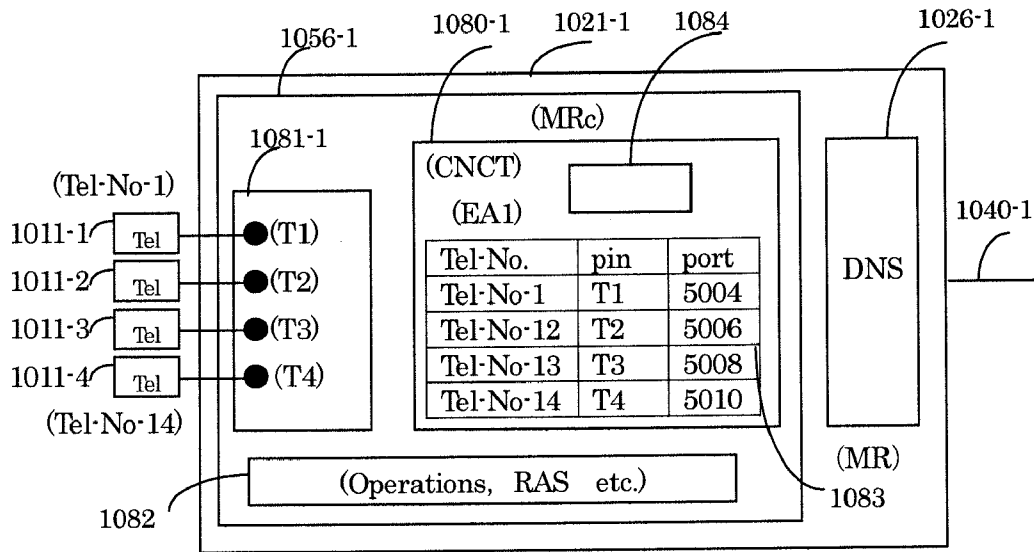 1056-1
1080-1
1021-1
1084
1026-1
(MRc)
1081-1
(CNCT)
(EA1)
(Tel-No-1)
1011-1 Tel (T1)
1011-2 Tel (T2)
1011-3 Tel (T3)
1011-4 Tel (T4)
(Tel-No-14)
Tel-No. pin port
Tel-No-1 T1 5004
Tel-No-12 T2 5006
Tel-No-13 T3 5008
Tel-No-14 T4 5010
DNS
1040-1
(MR)
(Operations, RAS etc.)
1082
1083